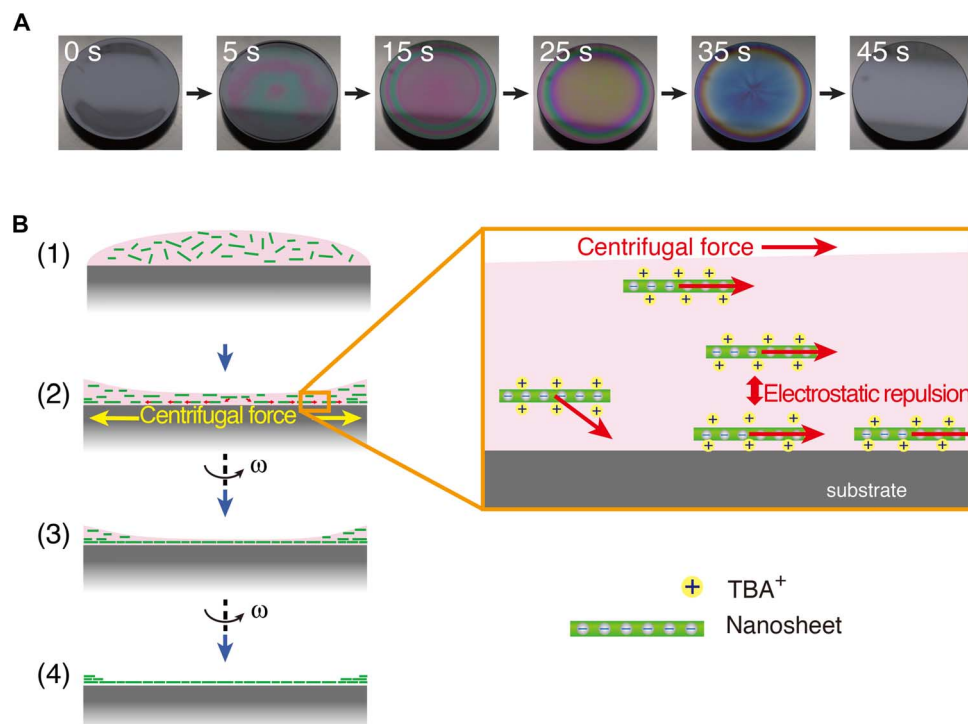 A
0 s
5 s
15 s
25 s
35 s
45 s
B
(1)
(2)
Centrifugal force
ω
(3)
ω
(4)
Centrifugal force
+ + +
− − − − − −
+ + +
+ + +
− − − − − −
+ + +
+ + +
− − − − − −
+ + +
Electrostatic repulsion
+ + +
− − − − − −
+ + +
+ + +
− − − − − −
+ + +
substrate
+ TBA+
− − − − − − Nanosheet